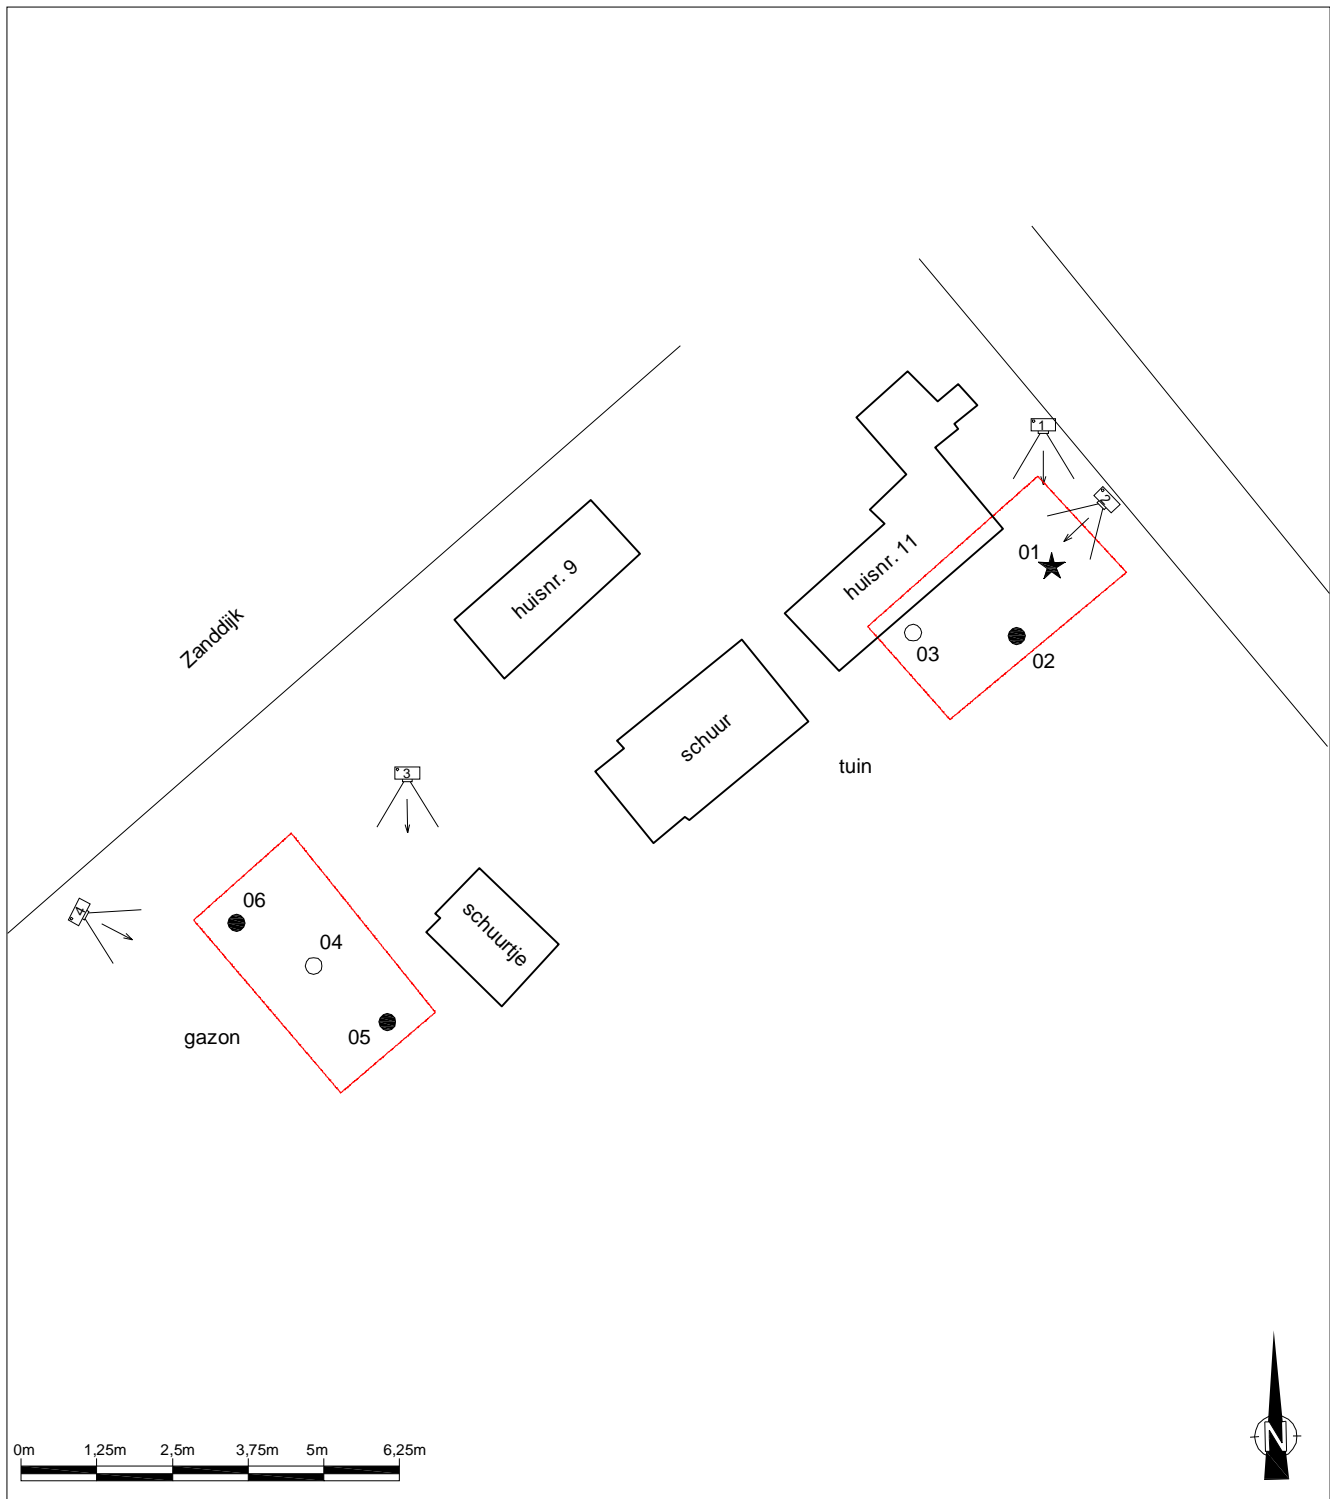 1
2
01
huisnr. 11
huisnr. 9
Zanddijk
03
02
schuur
tuin
3
06
4
schuurtje
04
gazon
05
0m 1,25m 2,5m 3,75m 5m 6,25m
N